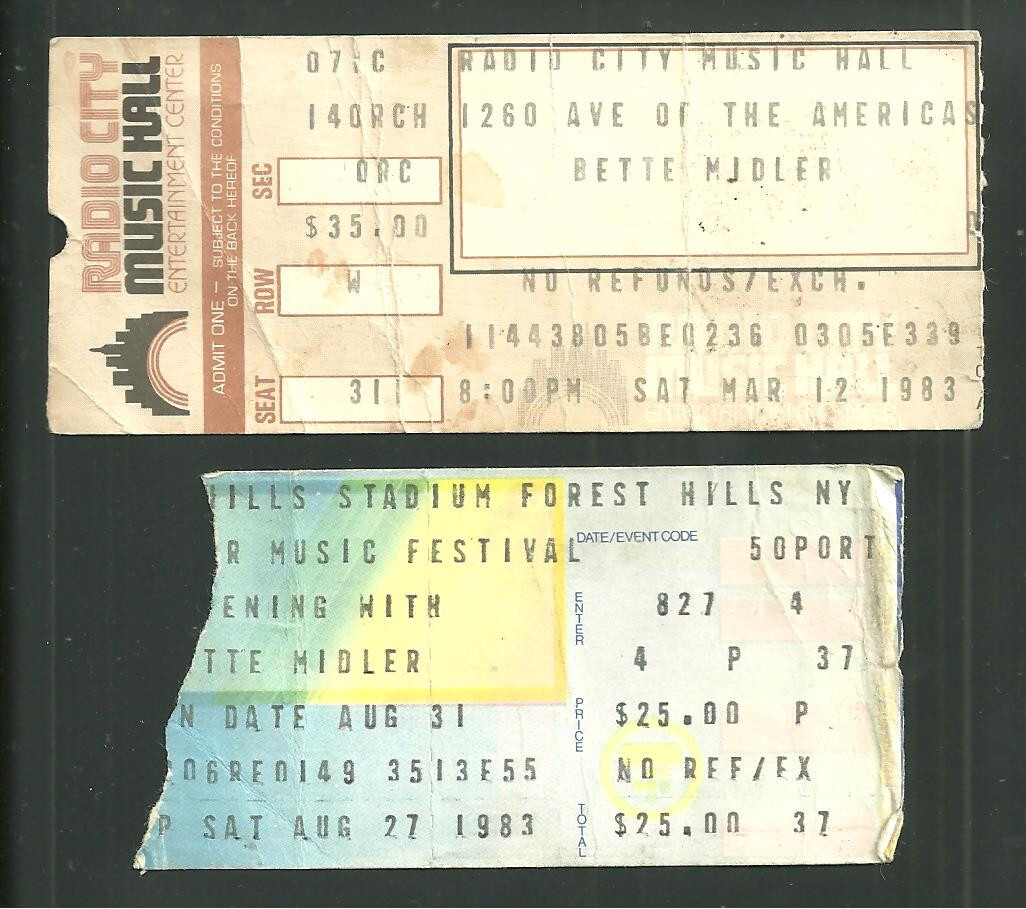 RADIO CITY
MUSIC HALL
ENTERTAINMENT CENTER
ADMIT ONE — SUBJECT TO THE CONDITIONS
ON THE BACK HEREOF
140RCH
SEC ORC
$35.00
ROW W
SEAT 311
RADIO CITY MUSIC HALL
1260 AVE OF THE AMERICAS
BETTE MIDLER
NO REFUNDS/EXCH.
11443805BE0236 0305E339
8:00PM SAT MAR 12 1983
HILLS STADIUM FOREST HILLS NY
R MUSIC FESTIVAL
DATE/EVENT CODE
50PORT
ENING WITH
ENTER
827 4
TTE MIDLER
4 P 37
N DATE AUG 31
PRICE
$25.00 P
06RE0149 3513E55
NO REF/EX
P SAT AUG 27 1983
TOTAL
$25.00 37